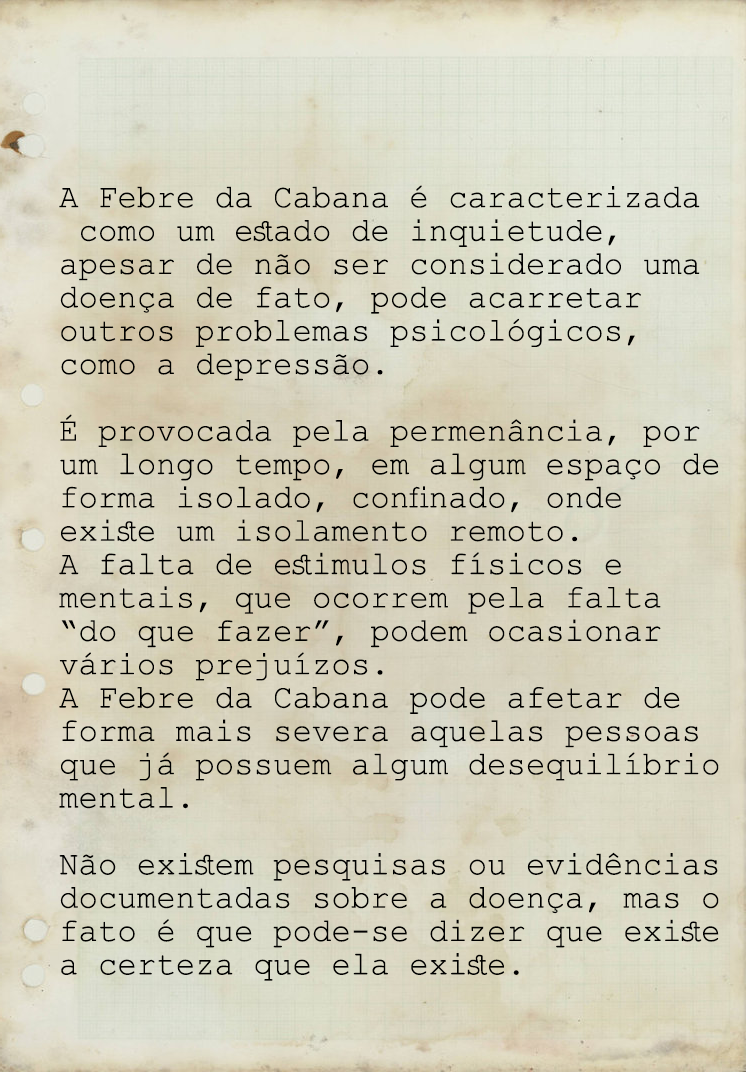 A Febre da Cabana é caracterizada
como um estado de inquietude,
apesar de não ser considerado uma
doença de fato, pode acarretar
outros problemas psicológicos,
como a depressão.
É provocada pela permenância, por
um longo tempo, em algum espaço de
forma isolado, confinado, onde
existe um isolamento remoto.
A falta de estimulos físicos e
mentais, que ocorrem pela falta
“do que fazer”, podem ocasionar
vários prejuízos.
A Febre da Cabana pode afetar de
forma mais severa aquelas pessoas
que já possuem algum desequilíbrio
mental.
Não existem pesquisas ou evidências
documentadas sobre a doença, mas o
fato é que pode-se dizer que existe
a certeza que ela existe.